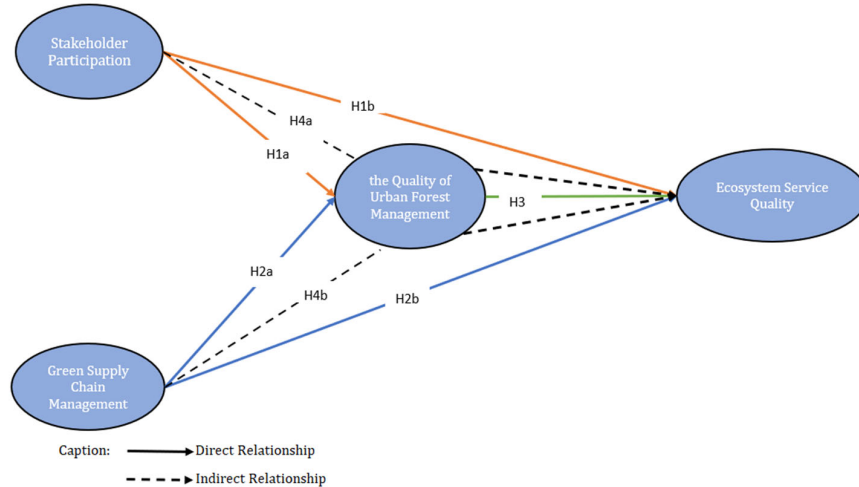 Stakeholder
Participation
H1b
H4a
H1a
the Quality of
Urban Forest
Management
H3
Ecosystem Service
Quality
H2a
H4b
H2b
Green Supply
Chain
Management
Caption:
Direct Relationship
Indirect Relationship